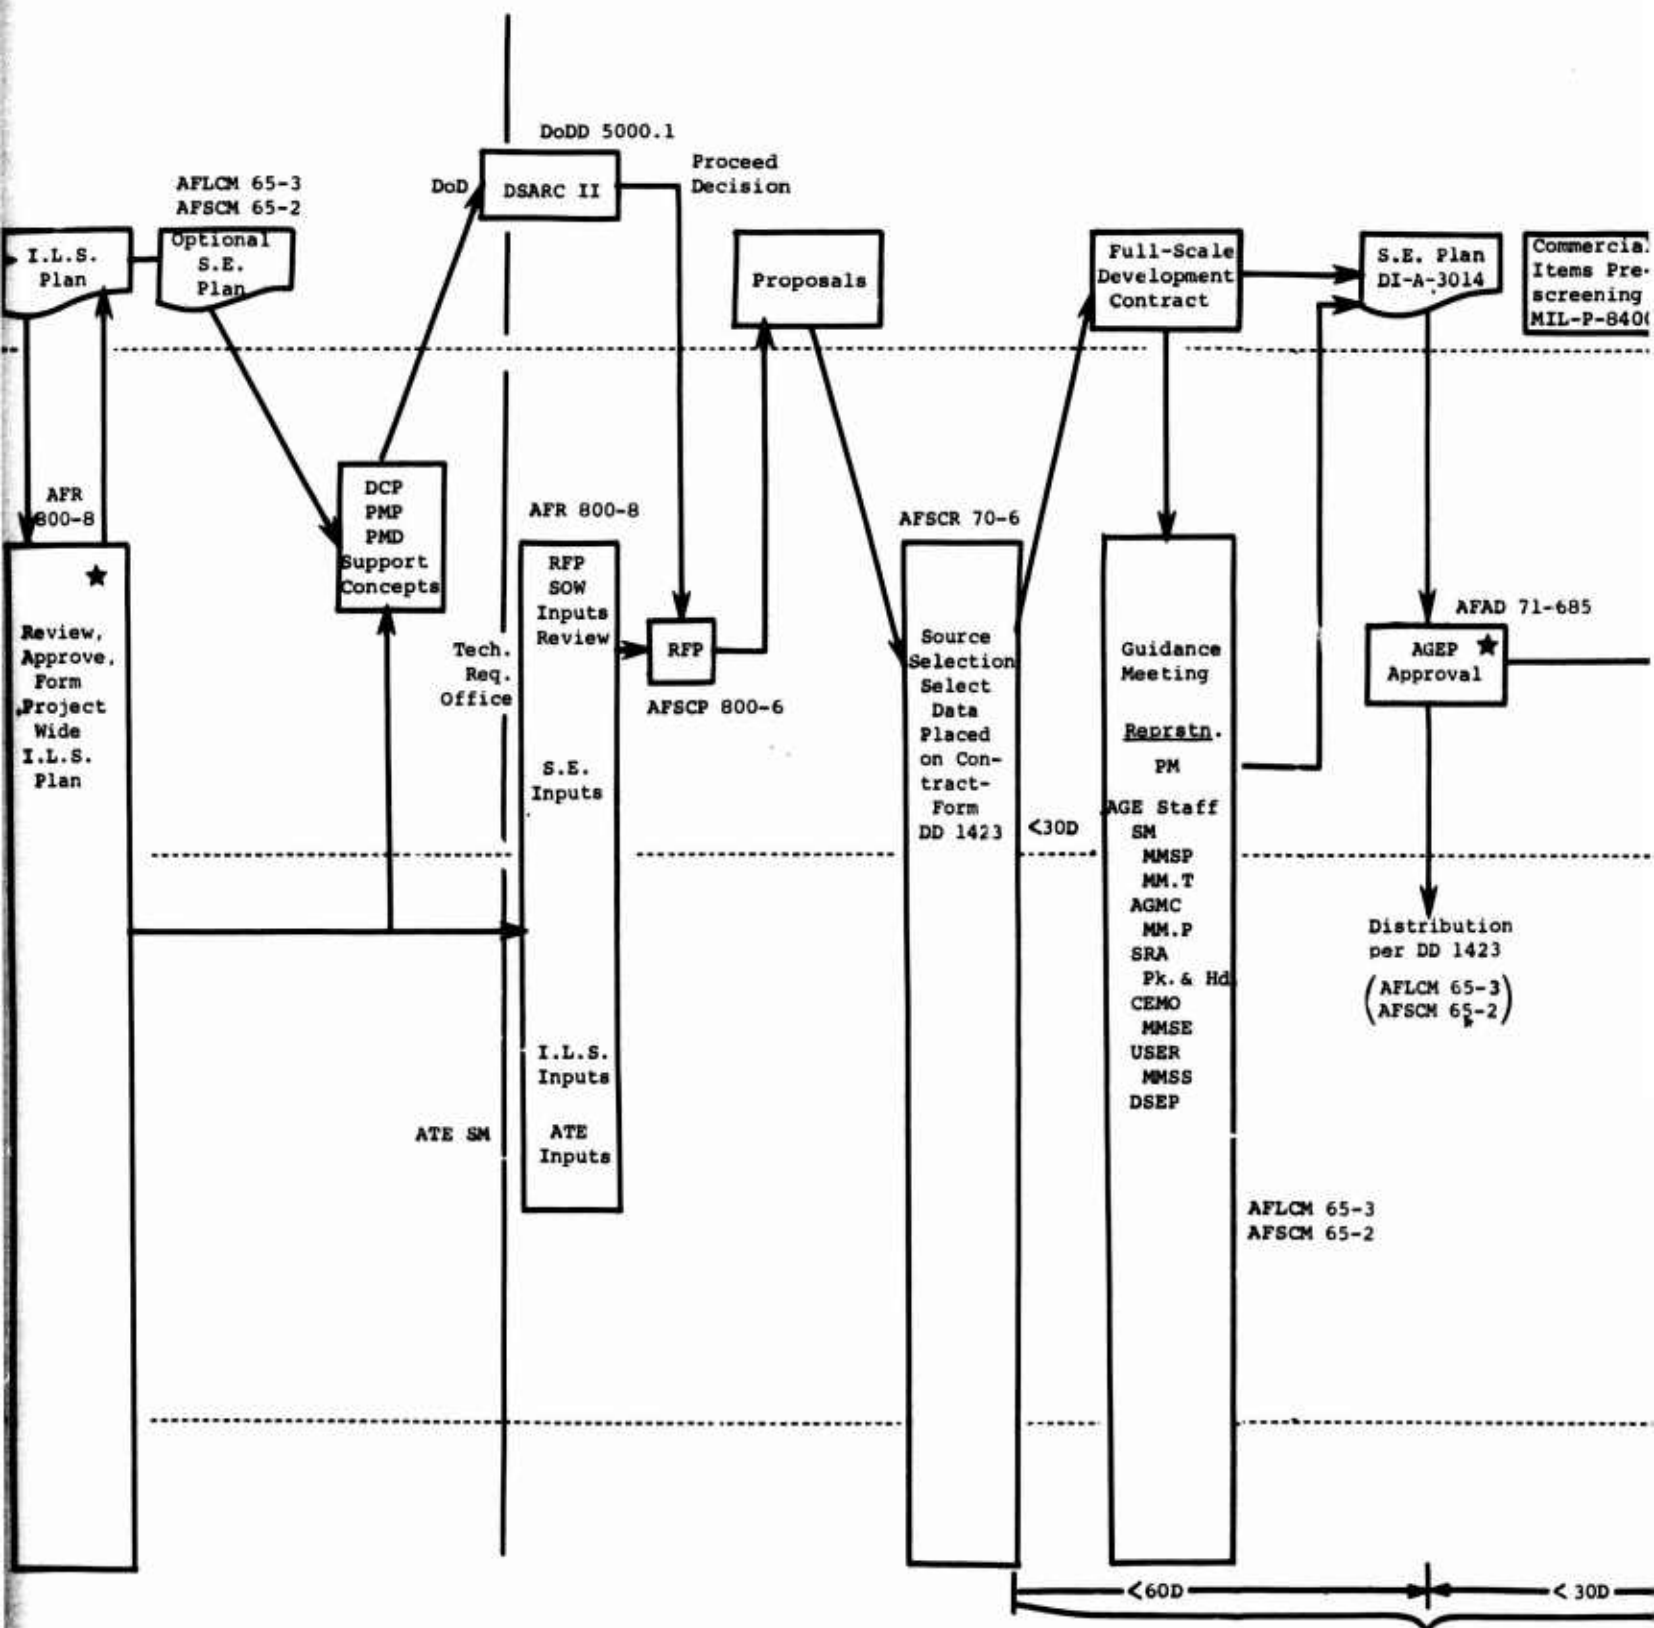 DoDD 5000.1
DoD
DSARC II
Proceed
Decision
AFLCM 65-3
AFSCM 65-2
I.L.S.
Plan
Optional
S.E.
Plan
Proposals
Full-Scale
Development
Contract
S.E. Plan
DI-A-3014
Items Pre-
screening
AFR
800-8
★
Review,
Approve,
Form
Project
Wide
I.L.S.
Plan
DCP
PMP
PMD
Support
Concepts
Tech.
Req.
Office
AFR 800-8
RFP
SOW
Inputs
Review
S.E.
Inputs
I.L.S.
Inputs
ATE SM
ATE
Inputs
RFP
AFSCP 800-6
AFSCR 70-6
Source
Selection
Select
Data
Placed
on Con-
tract-
Form
DD 1423
<30D
Guidance
Meeting
Reprstn.
PM
AGE Staff
SM
MMSP
MM.T
AGMC
MM.P
SRA
Pk.& Hd
CEMO
MMSE
USER
MMSS
DSEP
AFLCM 65-3
AFSCM 65-2
AFAD 71-685
AGEP ★
Approval
Distribution
per DD 1423
(AFLCM 65-3)
(AFSCM 65-2)
<60D
<30D